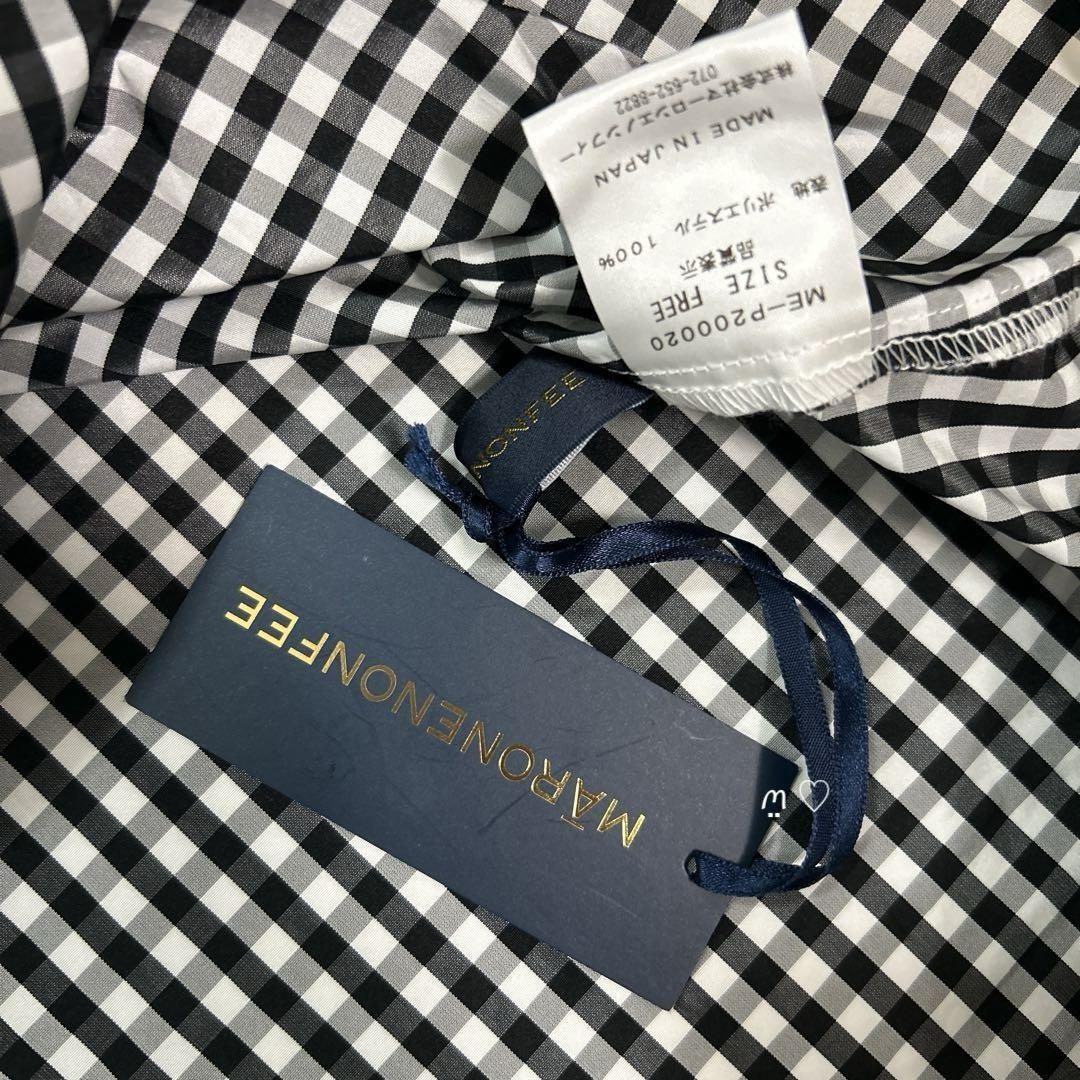 ME-P200020
SIZE FREE
品質表示
表地 ポリエステル 100%
MADE IN JAPAN
株式会社マーロンエノンフィー
072-652-8822
NONFEE
MĀRONENONFEE